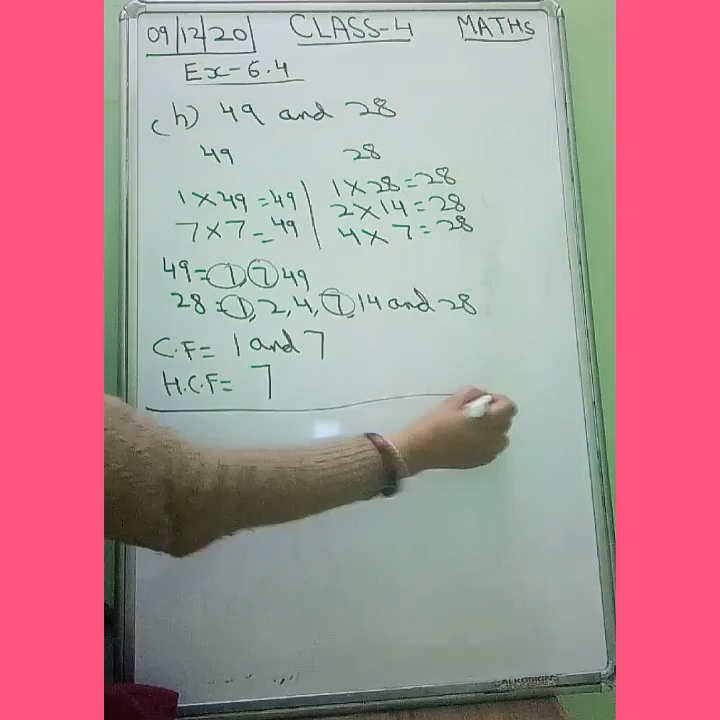 09|12|20 CLASS-4 MATHS
Ex-6.4
(h) 49 and 28
49 28
1×49=49 | 1×28=28
7×7=49 | 2×14=28
4×7=28
49=1,7 49
28=1,2,4,7,14 and 28
C.F= 1 and 7
H.C.F= 7